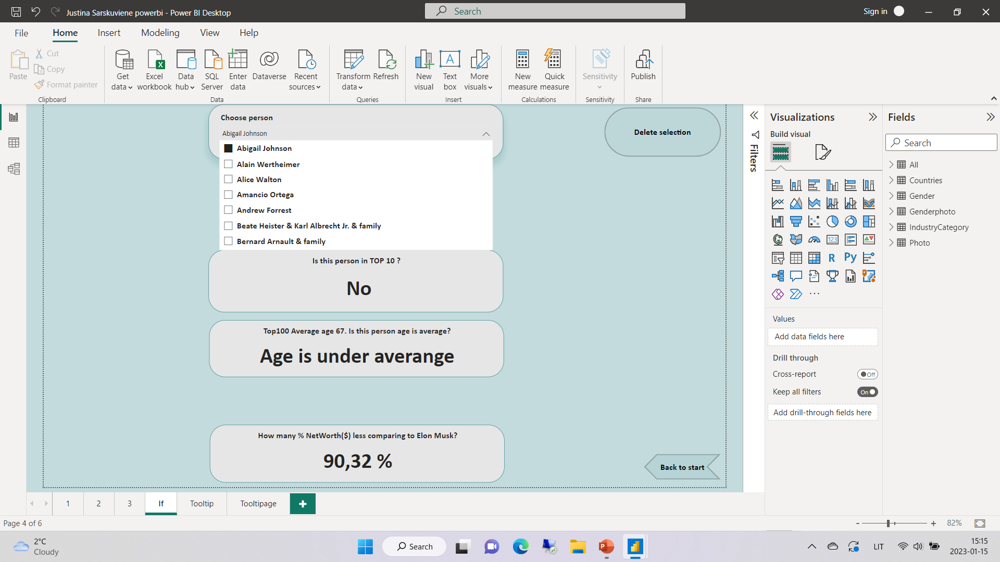 Justina Sarskuviene powerbi - Power BI Desktop
Search
Sign in
File
Home
Insert
Modeling
View
Help
Paste
Cut
Copy
Format painter
Clipboard
Get data
Excel workbook
Data hub
SQL Server
Enter data
Dataverse
Recent sources
Data
Transform data
Refresh
Queries
New visual
Text box
More visuals
Insert
New measure
Quick measure
Calculations
Sensitivity
Sensitivity
Publish
Share
Choose person
Abigail Johnson
Abigail Johnson
Alain Wertheimer
Alice Walton
Amancio Ortega
Andrew Forrest
Beate Heister & Karl Albrecht Jr. & family
Bernard Arnault & family
Delete selection
Is this person in TOP 10 ?
No
Top100 Average age 67. Is this person age is average?
Age is under averange
How many % NetWorth($) less comparing to Elon Musk?
90,32 %
Back to start
Filters
Visualizations
Build visual
123
R
Py
Values
Add data fields here
Drill through
Cross-report
Off
Keep all filters
On
Add drill-through fields here
Fields
Search
All
Countries
Gender
Genderphoto
IndustryCategory
Photo
1
2
3
If
Tooltip
Tooltipage
Page 4 of 6
- + 82%
2°C
Cloudy
Search
LIT
15:15
2023-01-15